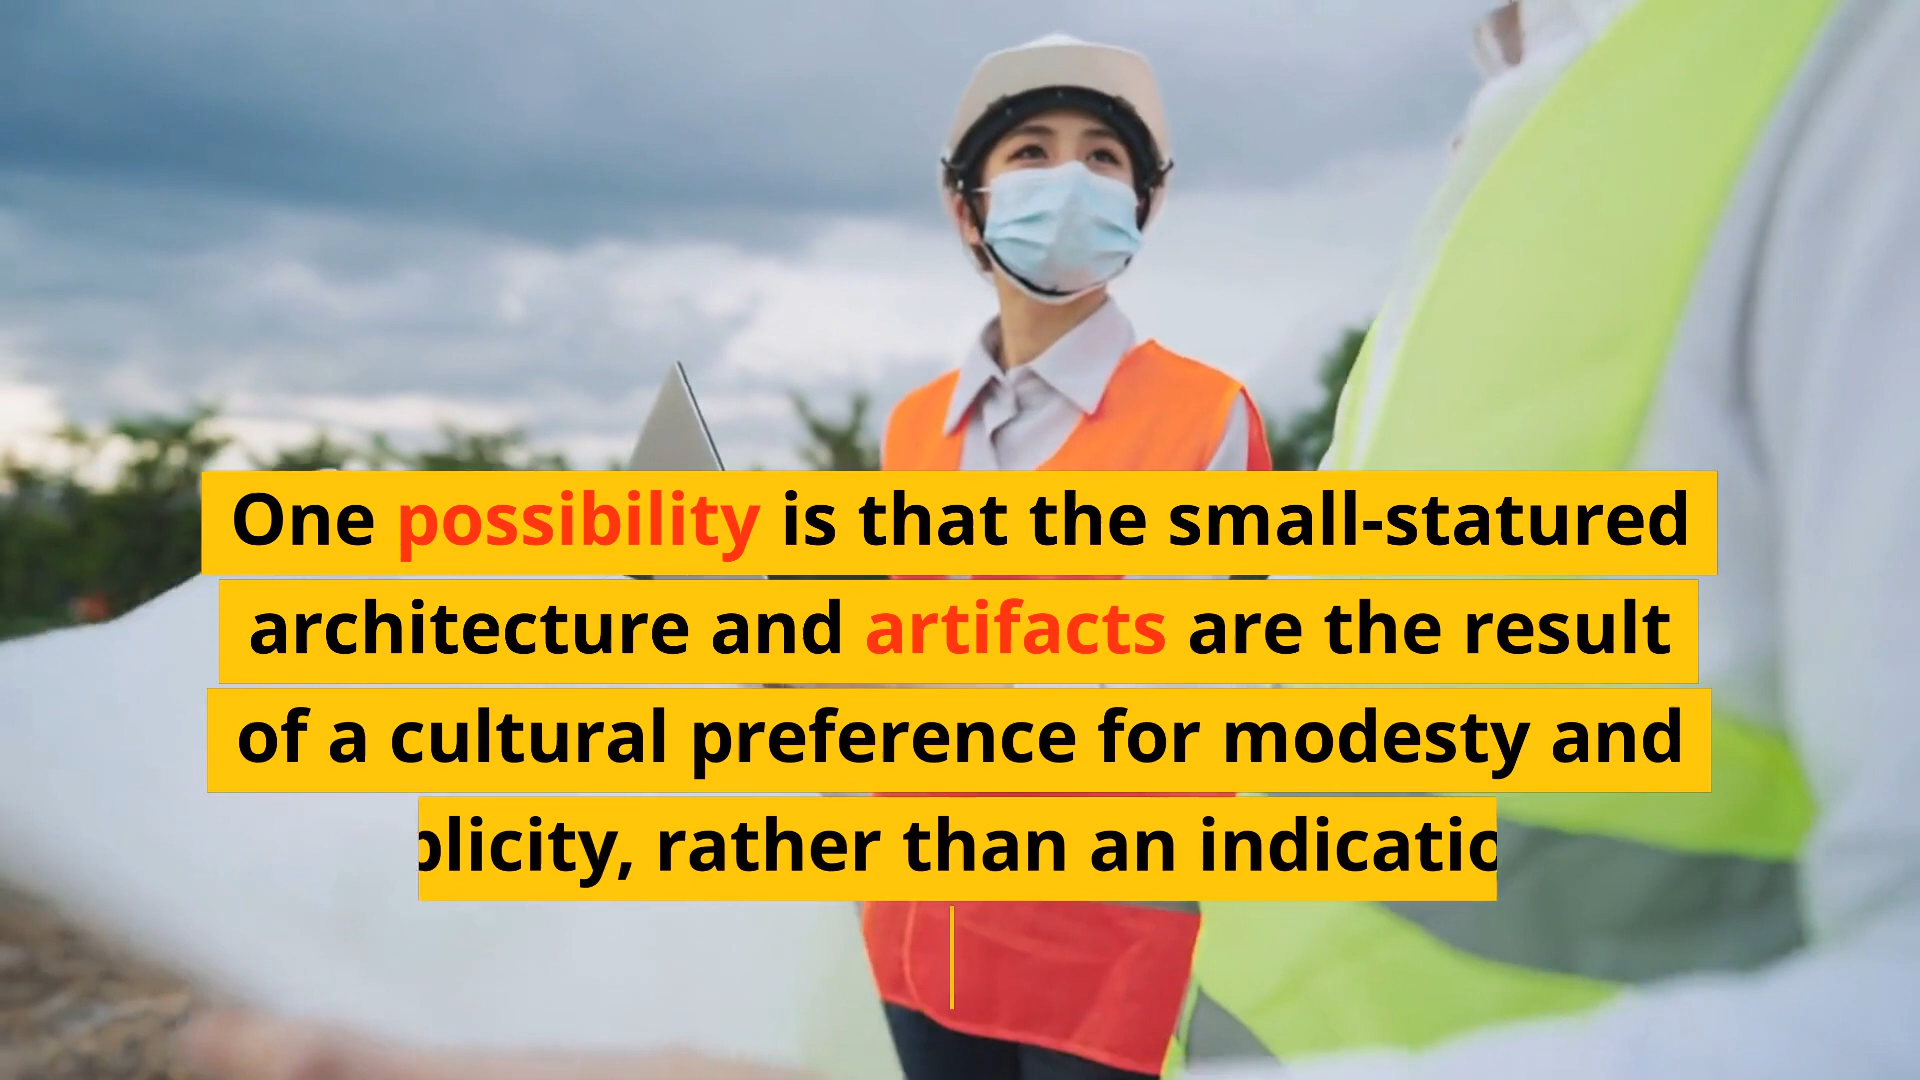 One possibility is that the small-statured
architecture and artifacts are the result
of a cultural preference for modesty and
plicity, rather than an indicatio